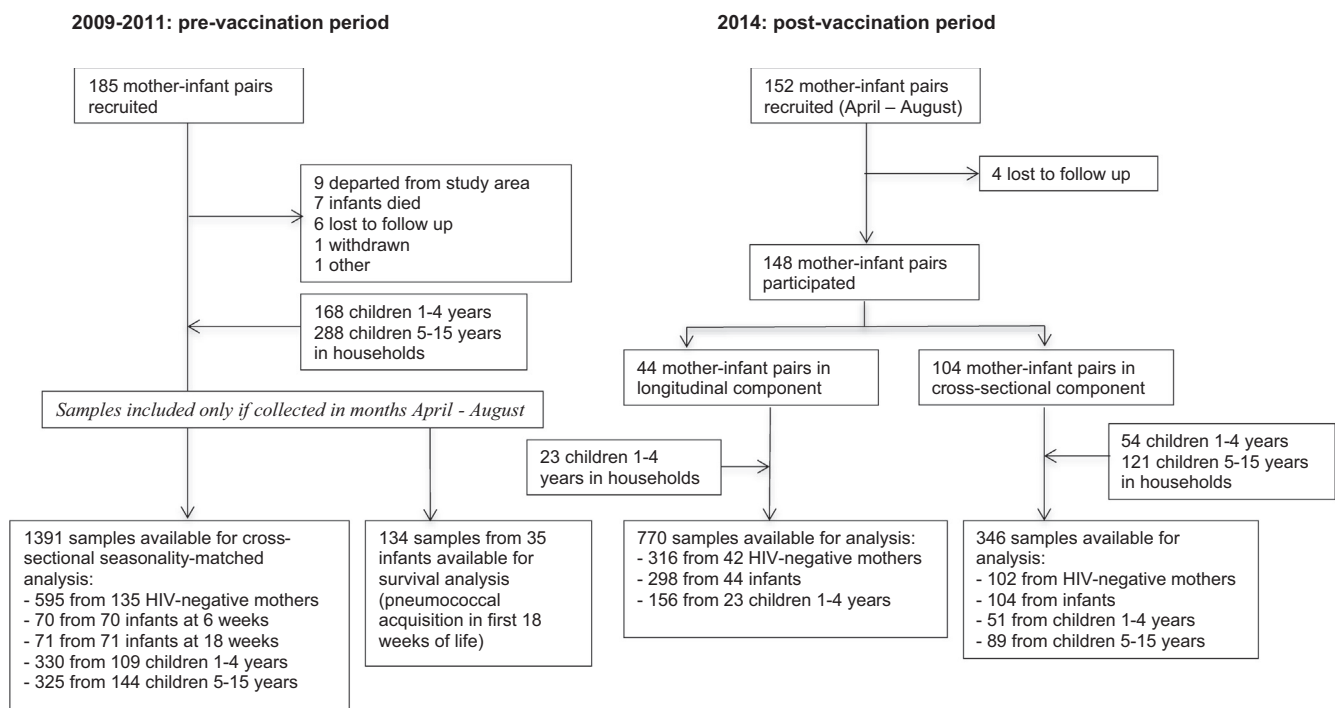 2009-2011: pre-vaccination period
185 mother-infant pairs
recruited
9 departed from study area
7 infants died
6 lost to follow up
1 withdrawn
1 other
168 children 1-4 years
288 children 5-15 years
in households
Samples included only if collected in months April - August
1391 samples available for cross-
sectional seasonality-matched
analysis:
- 595 from 135 HIV-negative mothers
- 70 from 70 infants at 6 weeks
- 71 from 71 infants at 18 weeks
- 330 from 109 children 1-4 years
- 325 from 144 children 5-15 years
134 samples from 35
infants available for
survival analysis
(pneumococcal
acquisition in first 18
weeks of life)
2014: post-vaccination period
152 mother-infant pairs
recruited (April – August)
4 lost to follow up
148 mother-infant pairs
participated
44 mother-infant pairs in
longitudinal component
104 mother-infant pairs in
cross-sectional component
23 children 1-4
years in households
54 children 1-4 years
121 children 5-15 years
in households
770 samples available for analysis:
- 316 from 42 HIV-negative mothers
- 298 from 44 infants
- 156 from 23 children 1-4 years
346 samples available for
analysis:
- 102 from HIV-negative mothers
- 104 from infants
- 51 from children 1-4 years
- 89 from children 5-15 years